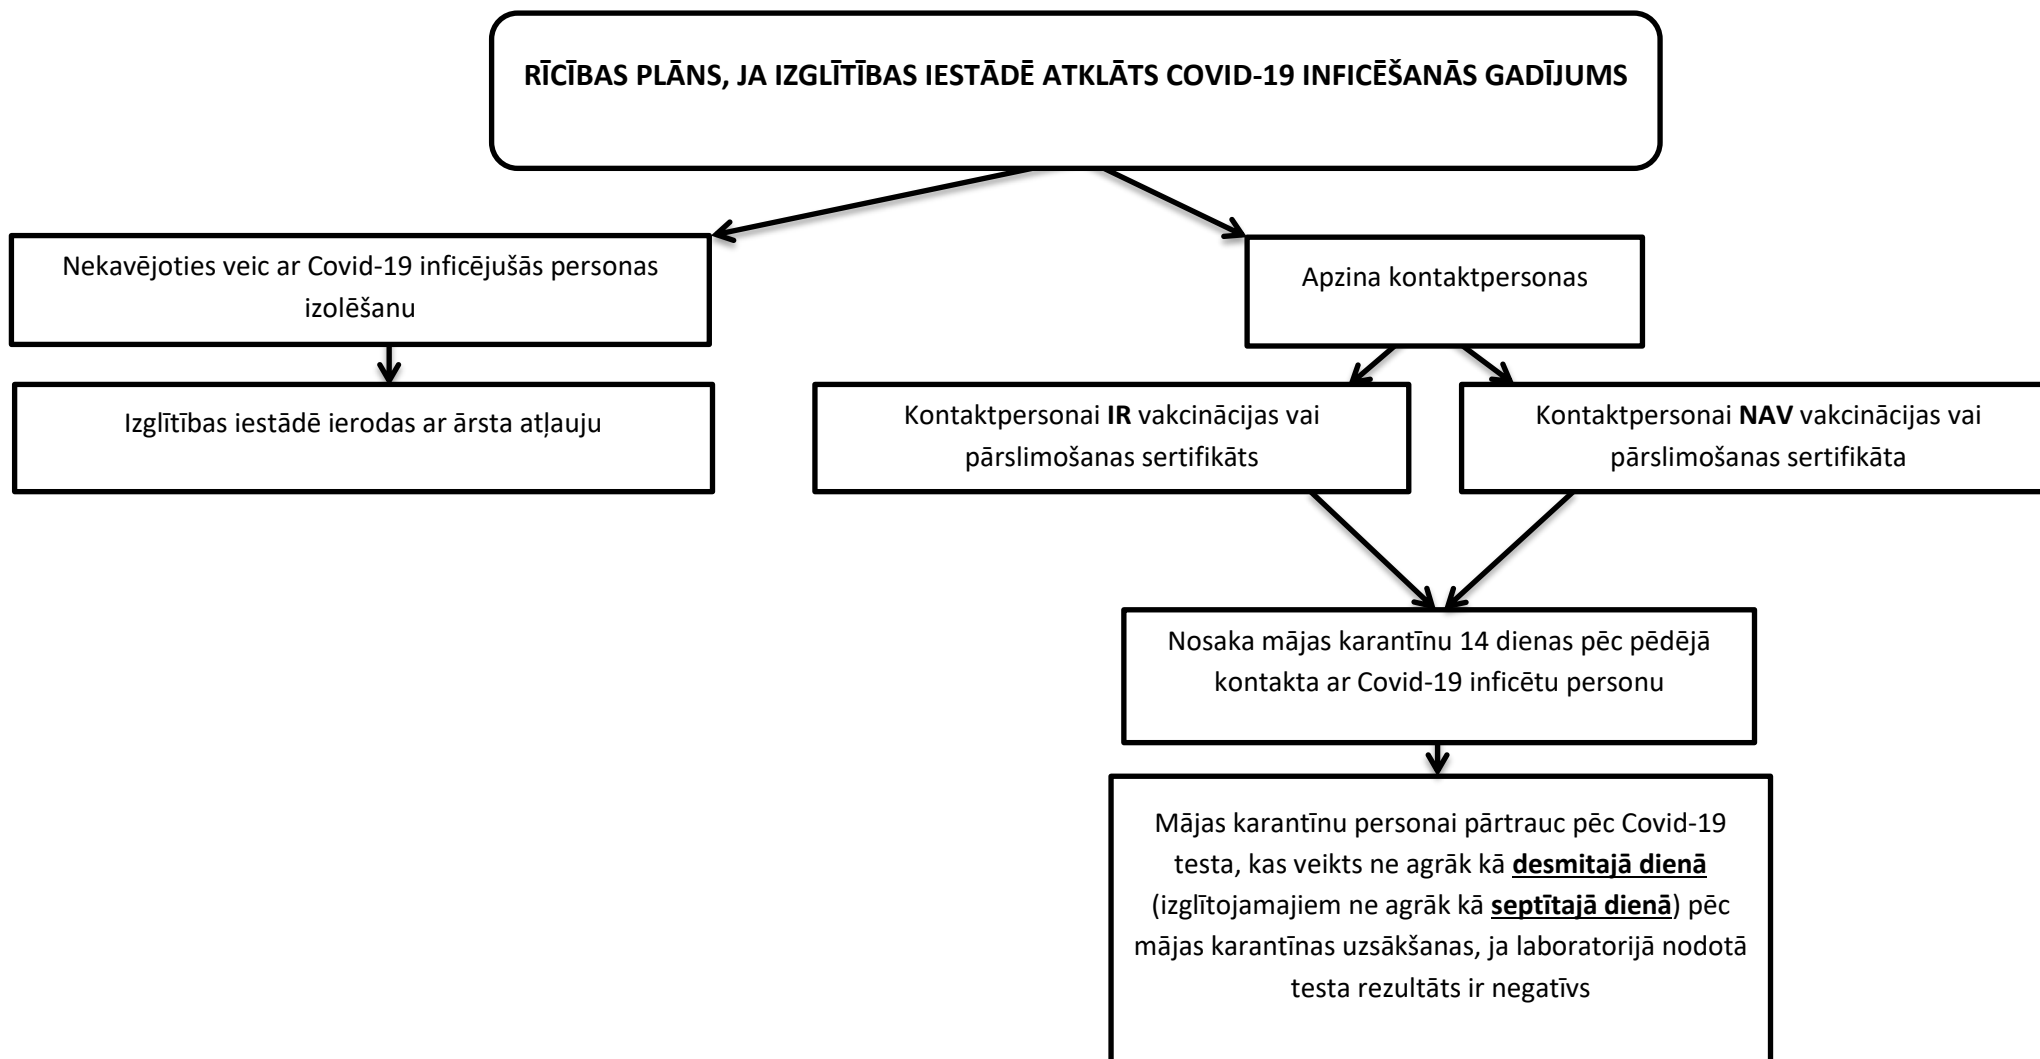 RĪCĪBAS PLĀNS, JA IZGLĪTĪBAS IESTĀDĒ ATKLĀTS COVID-19 INFICĒŠANĀS GADĪJUMS
Nekavējoties veic ar Covid-19 inficējušās personas
izolēšanu
Apzina kontaktpersonas
Izglītības iestādē ierodas ar ārsta atļauju
Kontaktpersonai IR vakcinācijas vai
pārslimošanas sertifikāts
Kontaktpersonai NAV vakcinācijas vai
pārslimošanas sertifikāta
Nosaka mājas karantīnu 14 dienas pēc pēdējā
kontakta ar Covid-19 inficētu personu
Mājas karantīnu personai pārtrauc pēc Covid-19
testa, kas veikts ne agrāk kā desmitajā dienā
(izglītojamajiem ne agrāk kā septītajā dienā) pēc
mājas karantīnas uzsākšanas, ja laboratorijā nodotā
testa rezultāts ir negatīvs